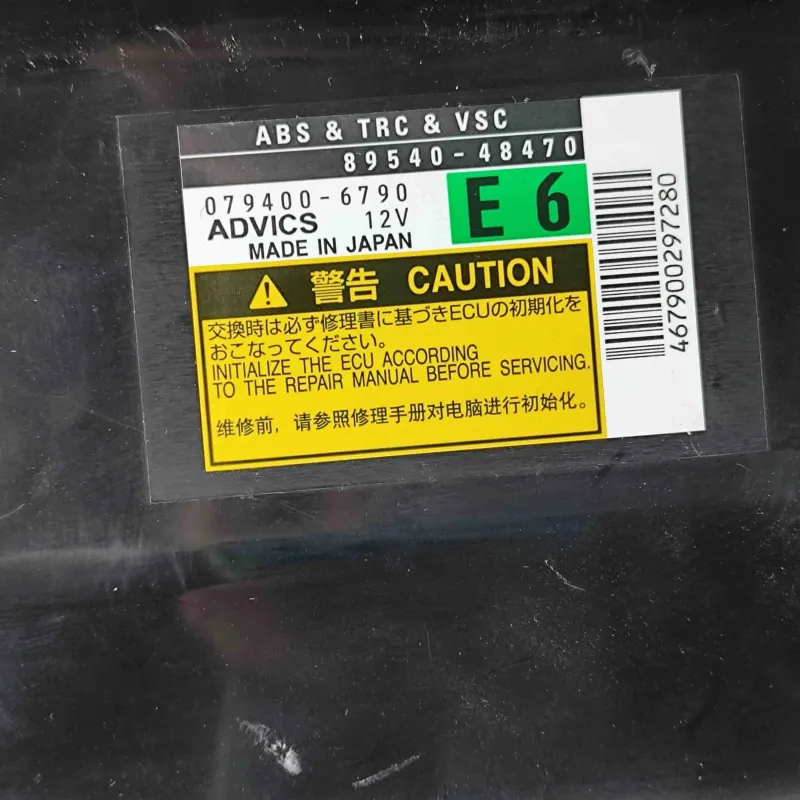 ABS & TRC & VSC
89540-48470
079400-6790
ADVICS 12V
MADE IN JAPAN
E6
警告 CAUTION
交換時は必ず修理書に基づきECUの初期化を
おこなってください。
INITIALIZE THE ECU ACCORDING
TO THE REPAIR MANUAL BEFORE SERVICING.
维修前，请参照修理手册对电脑进行初始化。
467900297280